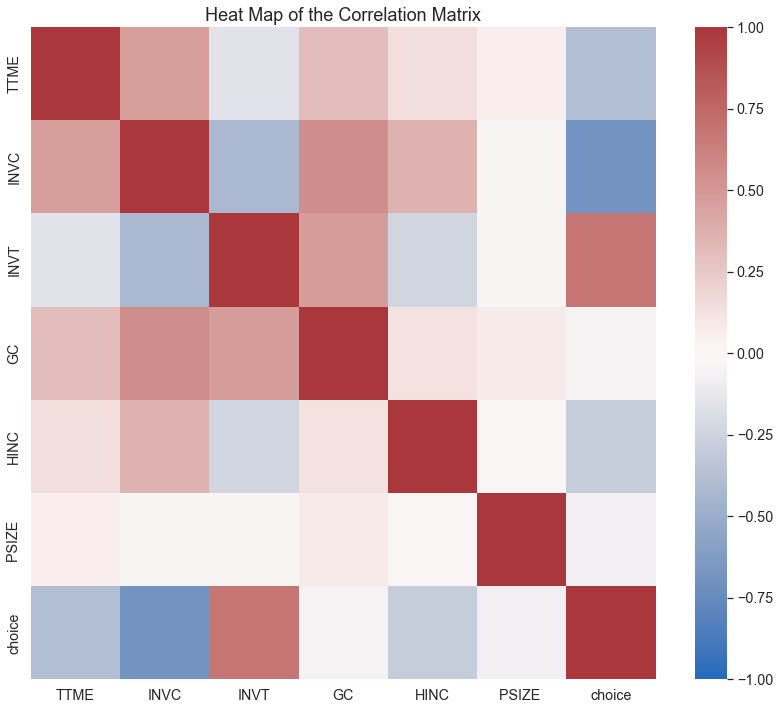 Heat Map of the Correlation Matrix
TTME
INVC
INVT
GC
HINC
PSIZE
choice
TTME INVC INVT GC HINC PSIZE choice
1.00
0.75
0.50
0.25
0.00
−0.25
−0.50
−0.75
−1.00